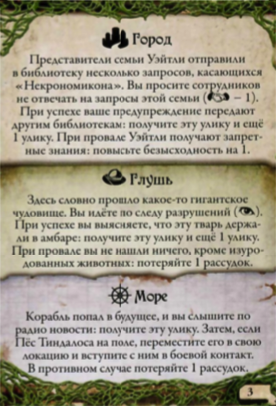 Город
Представители семьи Уэйтли отправили
в библиотеку несколько запросов, касающихся
«Некрономикона». Вы просите сотрудников
не отвечать на запросы этой семьи ( – 1).
При успехе ваше предупреждение передают
другим библиотекам: получите эту улику и ещё
1 улику. При провале Уэйтли получают запрет-
ные знания: повысьте безысходность на 1.
Глушь
Здесь словно прошло какое-то гигантское
чудовище. Вы идёте по следу разрушений ( ).
При успехе вы выясняете, что эту тварь держа-
ли в амбаре: получите эту улику и ещё 1 улику.
При провале вы не нашли ничего, кроме изуро-
дованных животных: потеряйте 1 рассудок.
Море
Корабль попал в будущее, и вы слышите по
радио новости: получите эту улику. Затем, если
Пёс Тиндалоса на поле, переместите его в свою
локацию и вступите с ним в боевой контакт.
В противном случае потеряйте 1 рассудок.
3